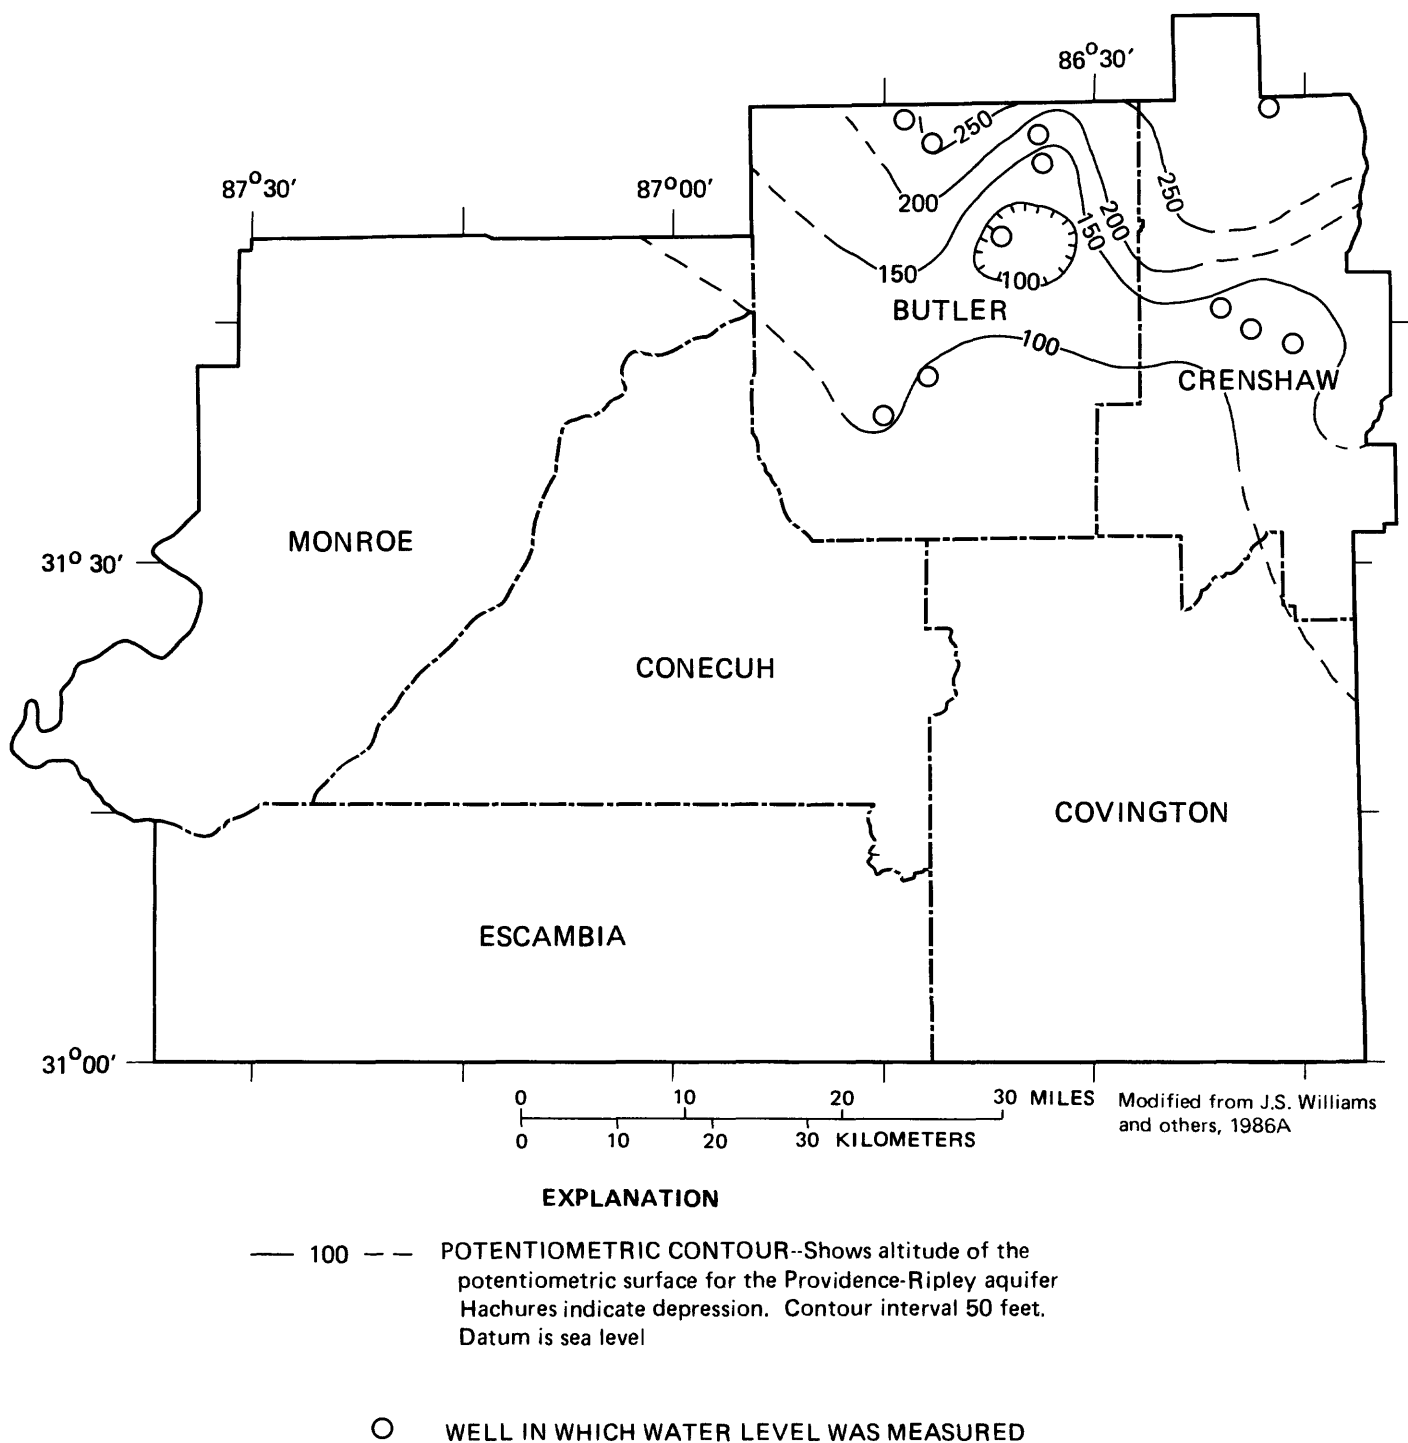 86°30'
87°30'
87°00'
250
200
250
200
150
150
100
BUTLER
100
CRENSHAW
MONROE
31° 30'
CONECUH
COVINGTON
ESCAMBIA
31°00'
0 10 20 30 MILES
0 10 20 30 KILOMETERS
Modified from J.S. Williams
and others, 1986A
EXPLANATION
— 100 – – POTENTIOMETRIC CONTOUR--Shows altitude of the
potentiometric surface for the Providence-Ripley aquifer
Hachures indicate depression. Contour interval 50 feet.
Datum is sea level
WELL IN WHICH WATER LEVEL WAS MEASURED